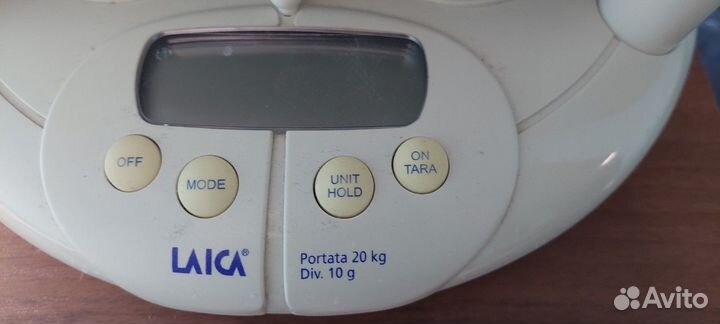 OFF
MODE
UNIT
HOLD
ON
TARA
LAICA®
Portata 20 kg
Div. 10 g
Avito